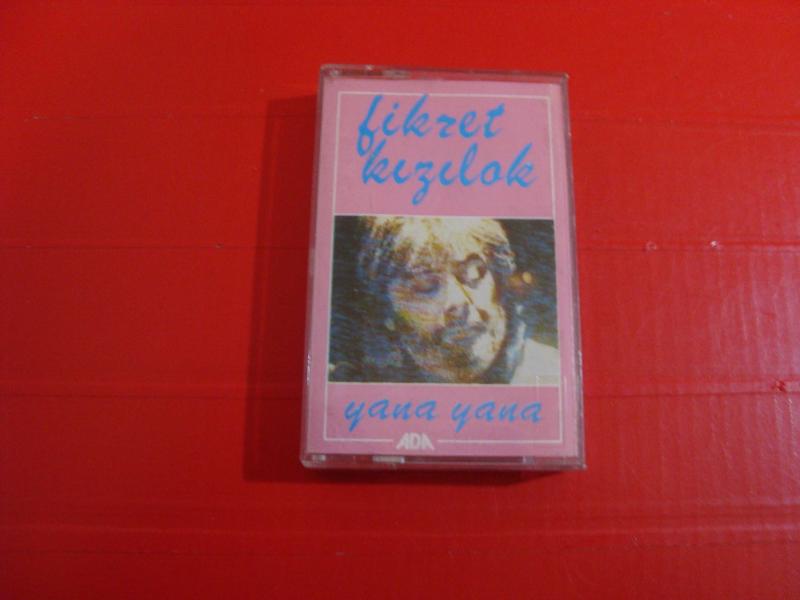 fikret
kızılok
yana yana
ADA